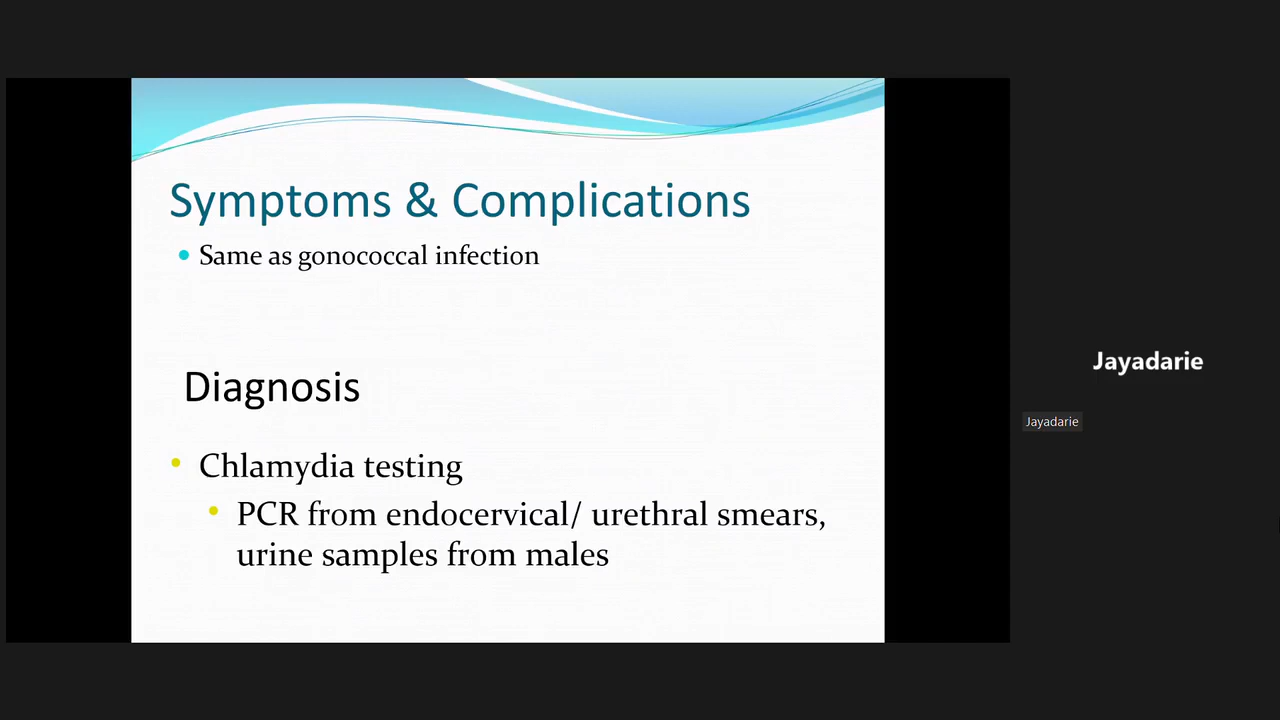 Symptoms & Complications
Same as gonococcal infection
Diagnosis
Chlamydia testing
PCR from endocervical/ urethral smears,
urine samples from males
Jayadarie
Jayadarie